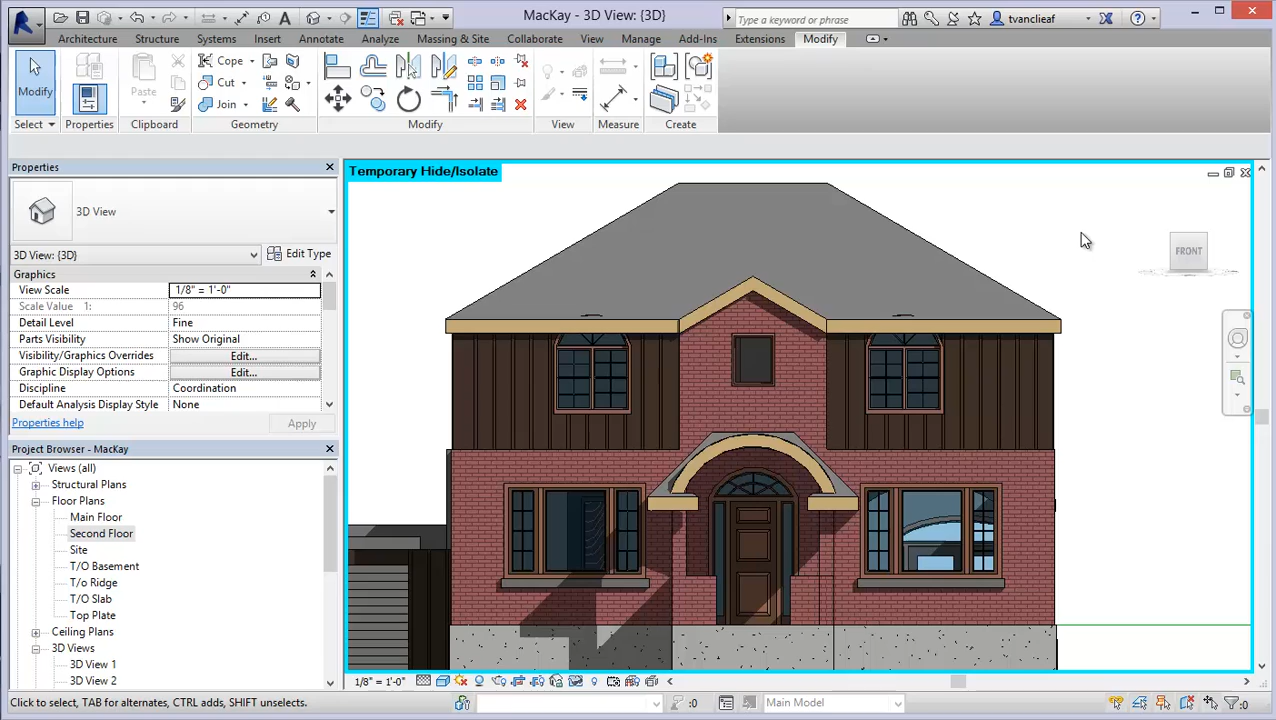 MacKay - 3D View: {3D}
Type a keyword or phrase
tvanclieaf
Architecture Structure Systems Insert Annotate Analyze Massing & Site Collaborate View Manage Add-Ins Extensions Modify
Cope
Cut
Join
Modify
Paste
Select Properties Clipboard Geometry Modify View Measure Create
Properties
3D View
3D View: {3D}
Edit Type
Graphics
View Scale 1/8" = 1'-0"
Scale Value 1: 96
Detail Level Fine
Parts Visibility Show Original
Visibility/Graphics Overrides Edit...
Graphic Display Options Edit...
Discipline Coordination
Default Analysis Display Style None
Properties help
Apply
Project Browser - MacKay
Views (all)
Structural Plans
Floor Plans
Main Floor
Second Floor
Site
T/O Basement
T/o Ridge
T/O Slab
Top Plate
Ceiling Plans
3D Views
3D View 1
3D View 2
Temporary Hide/Isolate
FRONT
1/8" = 1'-0"
Click to select, TAB for alternates, CTRL adds, SHIFT unselects.
:0
Main Model
:0